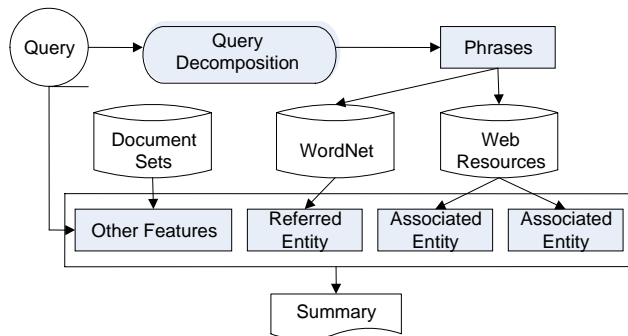 Query
Query
Decomposition
Phrases
Document
Sets
WordNet
Web
Resources
Other Features
Referred
Entity
Associated
Entity
Associated
Entity
Summary